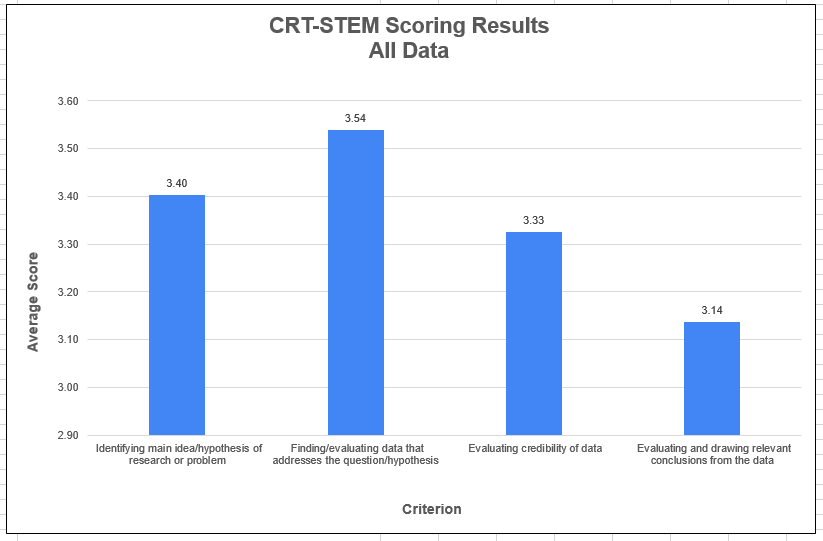 CRT-STEM Scoring Results
All Data
3.60
3.50
3.40
3.30
3.20
3.10
3.00
2.90
Average Score
3.40
3.54
3.33
3.14
Identifying main idea/hypothesis of
research or problem
Finding/evaluating data that
addresses the question/hypothesis
Evaluating credibility of data
Evaluating and drawing relevant
conclusions from the data
Criterion